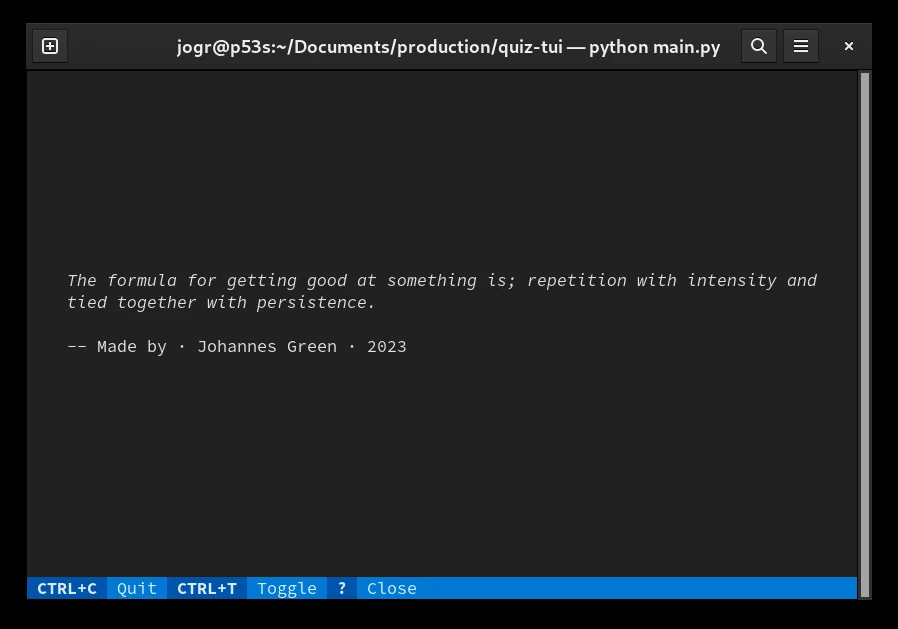 jogr@p53s:~/Documents/production/quiz-tui — python main.py
The formula for getting good at something is; repetition with intensity and
tied together with persistence.
-- Made by · Johannes Green · 2023
CTRL+C Quit CTRL+T Toggle ? Close